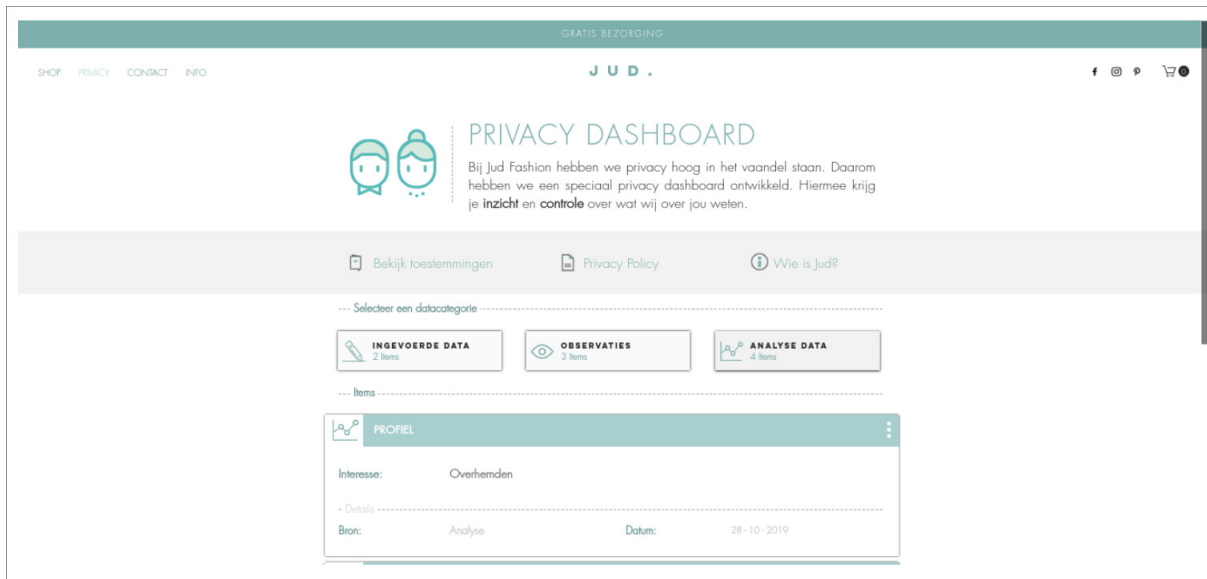 GRATIS BEZORGING
SHOP PRIVACY CONTACT INFO
JUD.
0
PRIVACY DASHBOARD
Bij Jud Fashion hebben we privacy hoog in het vaandel staan. Daarom
hebben we een speciaal privacy dashboard ontwikkeld. Hiermee krijg
je inzicht en controle over wat wij over jou weten.
Bekijk toestemmingen
Privacy Policy
Wie is Jud?
Selecteer een datacategorie
INGEVOERDE DATA
2 Items
OBSERVATIES
3 Items
ANALYSE DATA
4 Items
Items
PROFIEL
Interesse: Overhemden
- Details
Bron: Analyse Datum: 28 - 10 - 2019